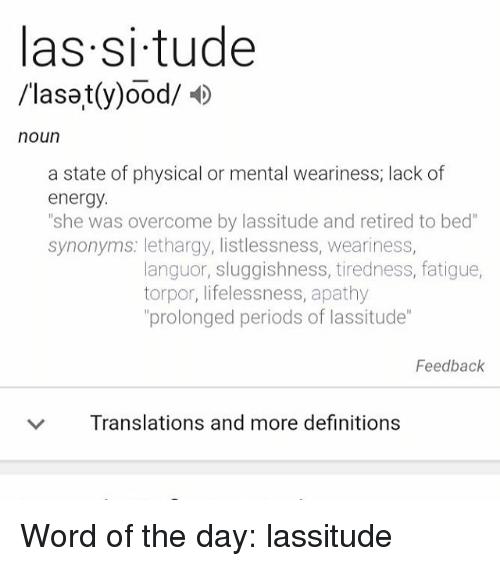 las·si·tude
/ˈlasəˌt(y)o͞od/
noun
a state of physical or mental weariness; lack of
energy.
"she was overcome by lassitude and retired to bed"
synonyms: lethargy, listlessness, weariness,
languor, sluggishness, tiredness, fatigue,
torpor, lifelessness, apathy
"prolonged periods of lassitude"
Feedback
Translations and more definitions
Word of the day: lassitude